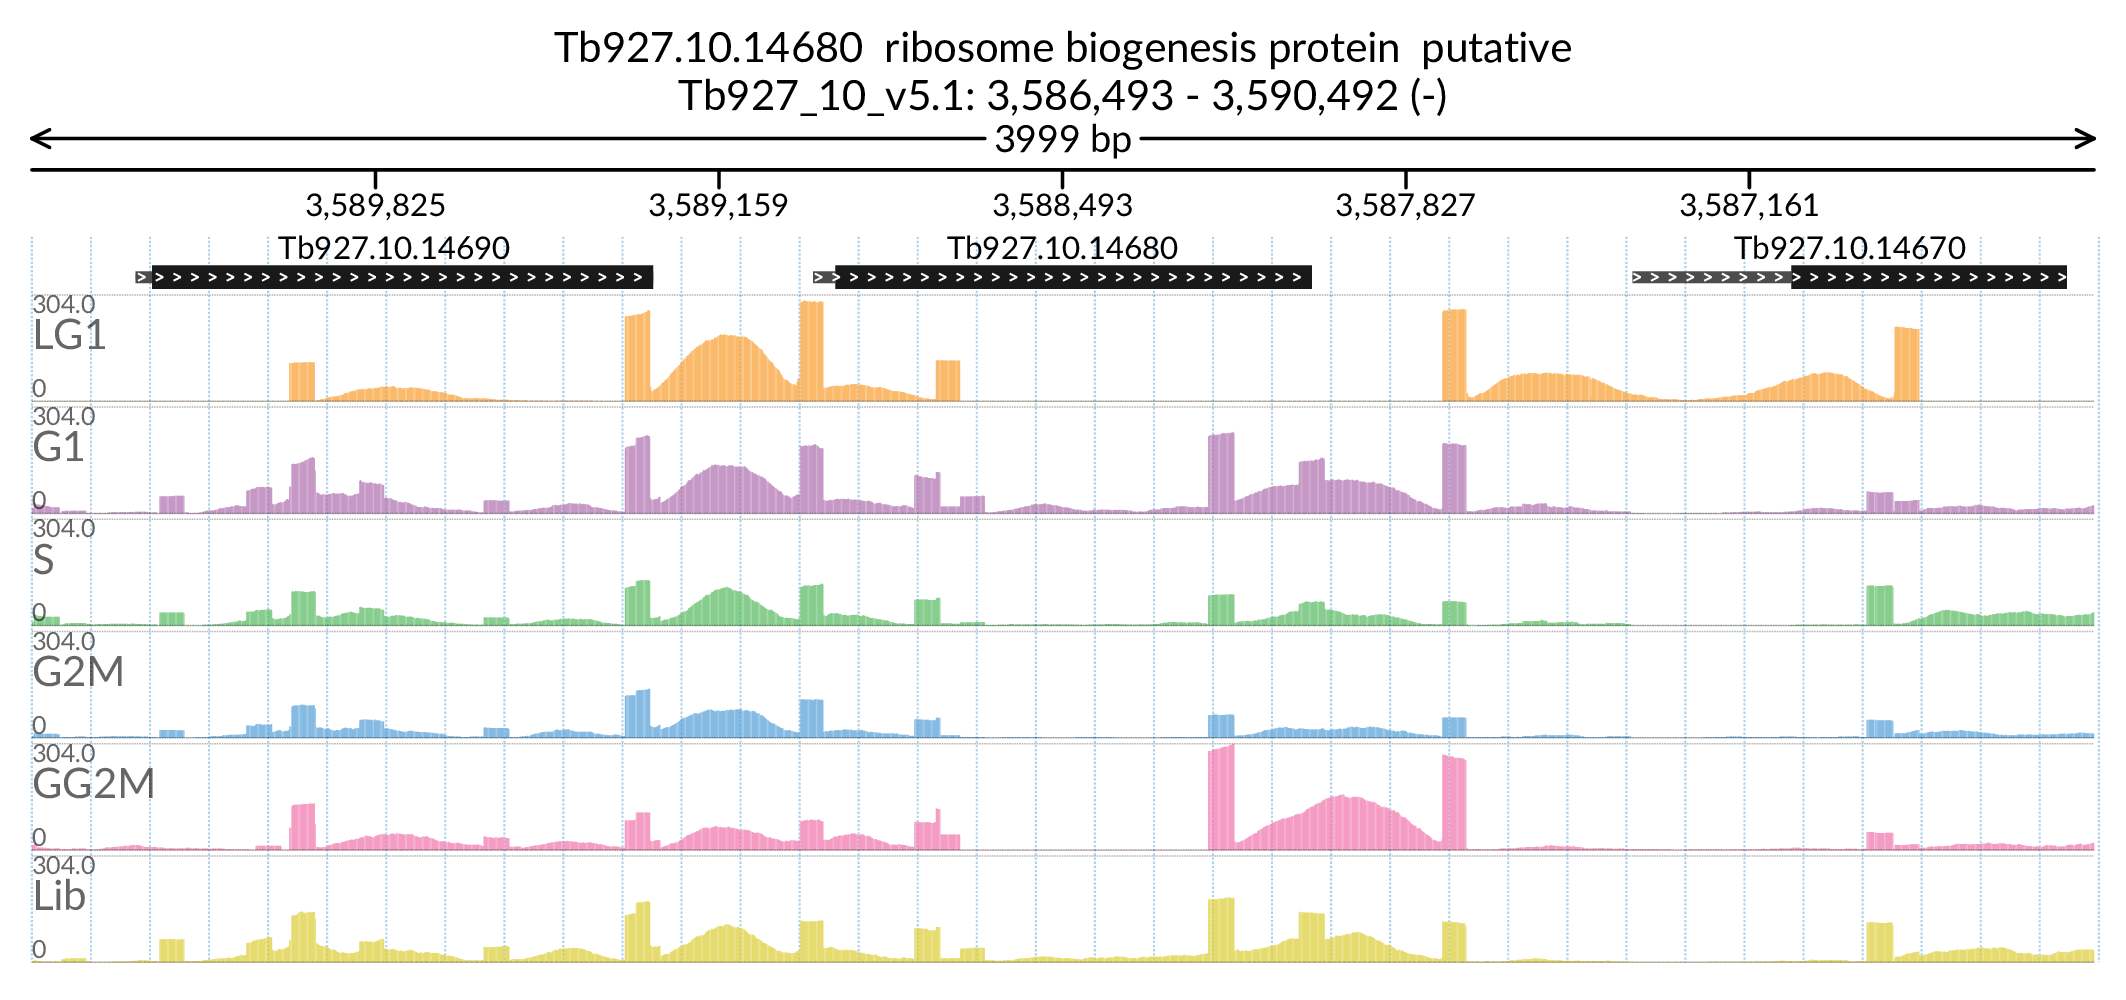 Tb927.10.14680 ribosome biogenesis protein putative
Tb927_10_v5.1: 3,586,493 - 3,590,492 (-)
3999 bp
3,589,825 3,589,159 3,588,493 3,587,827 3,587,161
Tb927.10.14690 Tb927.10.14680 Tb927.10.14670
304.0
LG1
0
304.0
G1
0
304.0
S
0
304.0
G2M
0
304.0
GG2M
0
304.0
Lib
0